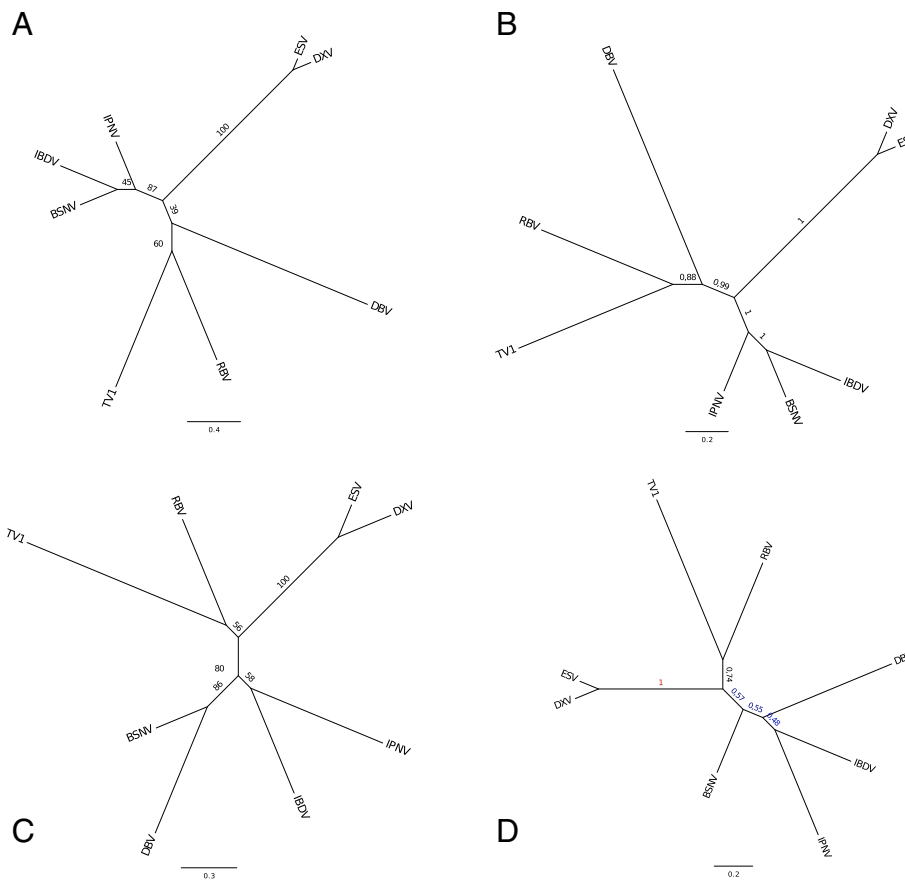 A
ESV
DXV
100
IPNV
IBDV
45
87
BSNV
39
60
DBV
RBV
TV1
0.4
B
DBV
DXV
ES
1
RBV
0,88
0,99
1
1
TV1
IBDV
IPNV
BSNV
0.2
ESV
RBV
DXV
TV1
100
56
80
58
86
BSNV
IPNV
IBDV
DBV
C
0.3
TV1
RBV
DB
0,74
ESV
1
DXV
0,57
0,55
0,48
IBDV
BSNV
IPNV
D
0.2